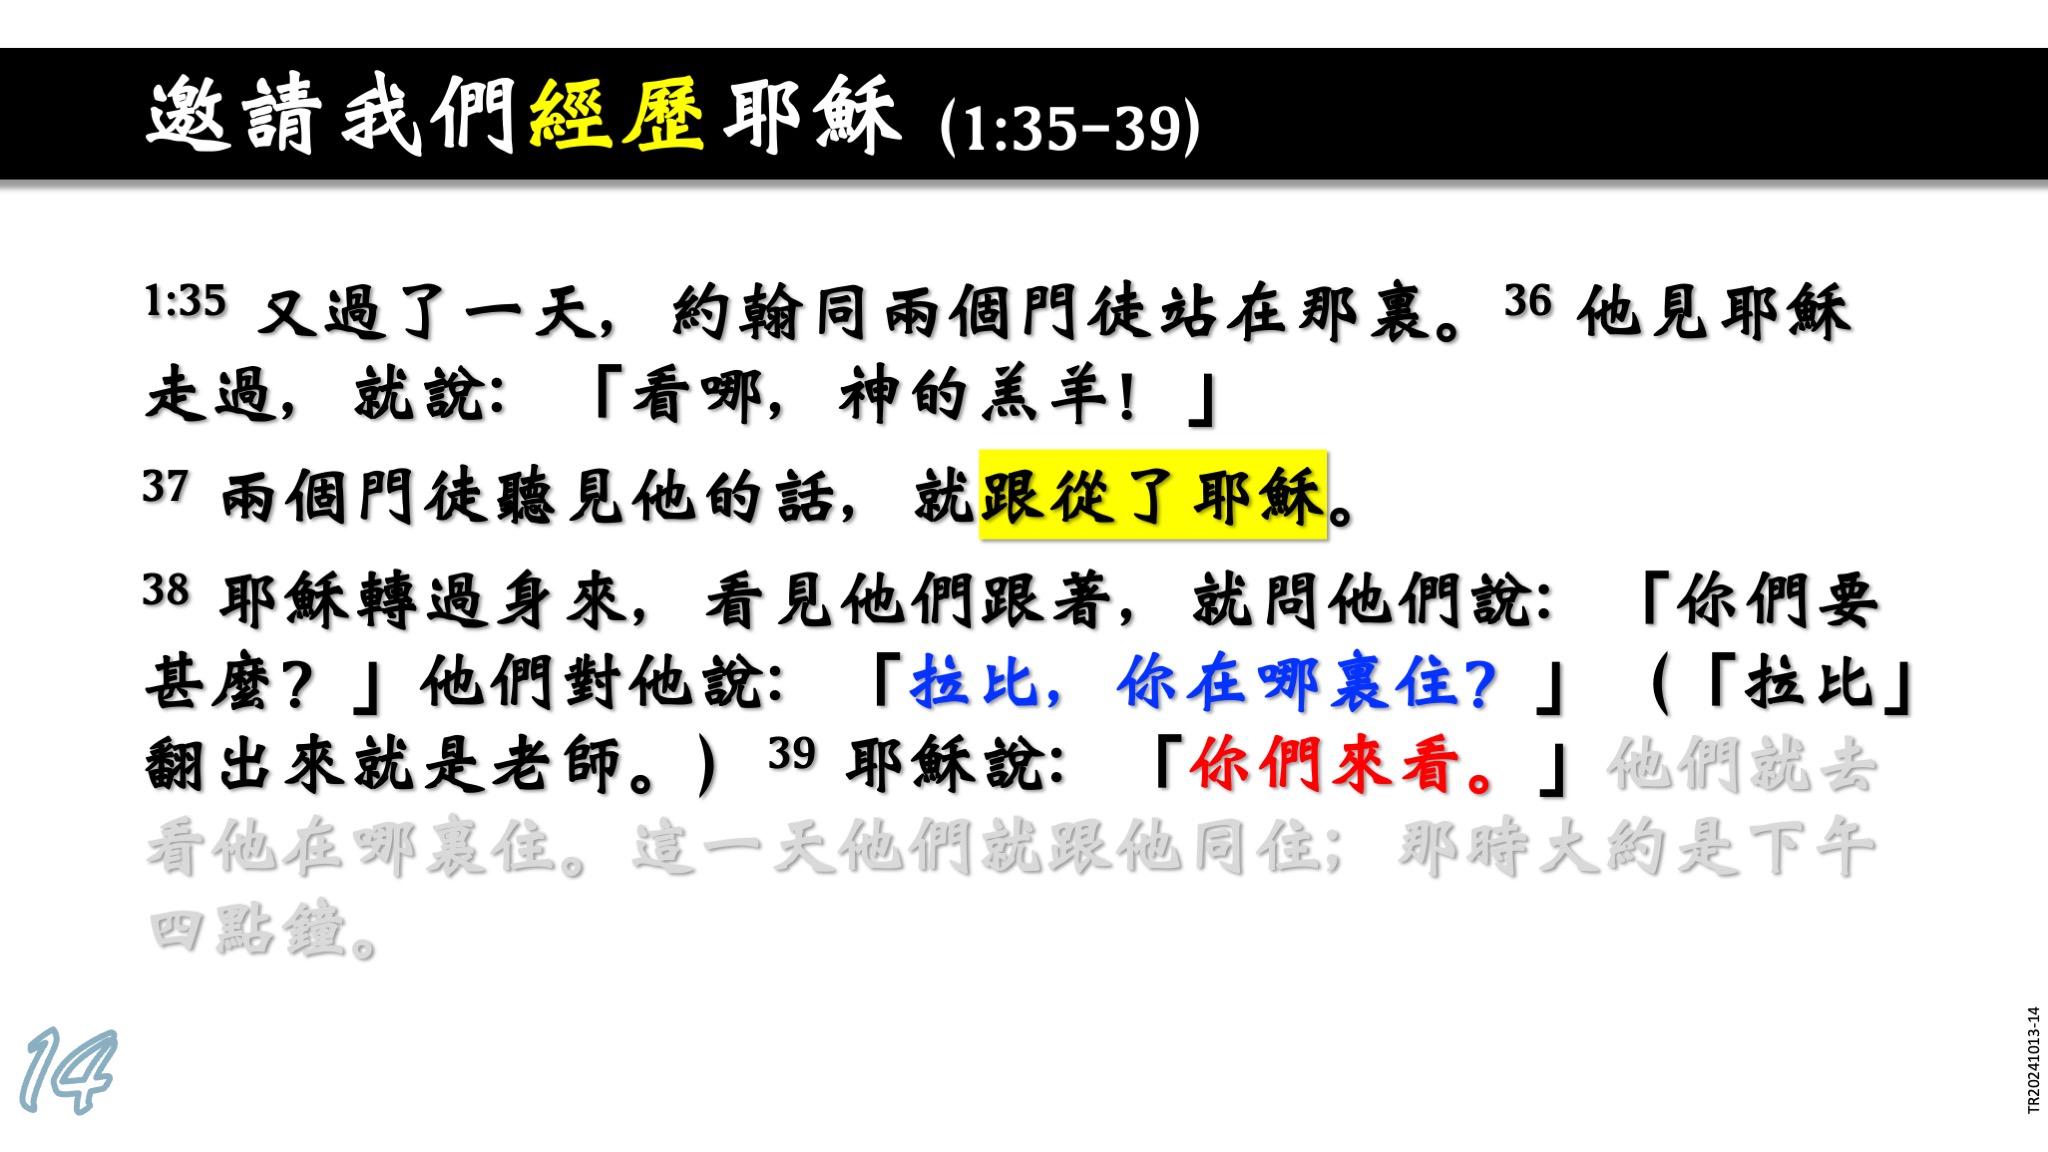 邀請我們經歷耶穌 (1:35-39)
1:35 又過了一天，約翰同兩個門徒站在那裏。36 他見耶穌
走過，就說：「看哪，神的羔羊！」
37 兩個門徒聽見他的話，就跟從了耶穌。
38 耶穌轉過身來，看見他們跟著，就問他們說：「你們要
甚麼？」他們對他說：「拉比，你在哪裏住？」（「拉比」
翻出來就是老師。）39 耶穌說：「你們來看。」他們就去
看他在哪裏住。這一天他們就跟他同住；那時大約是下午
四點鐘。
14
TR20241013-14